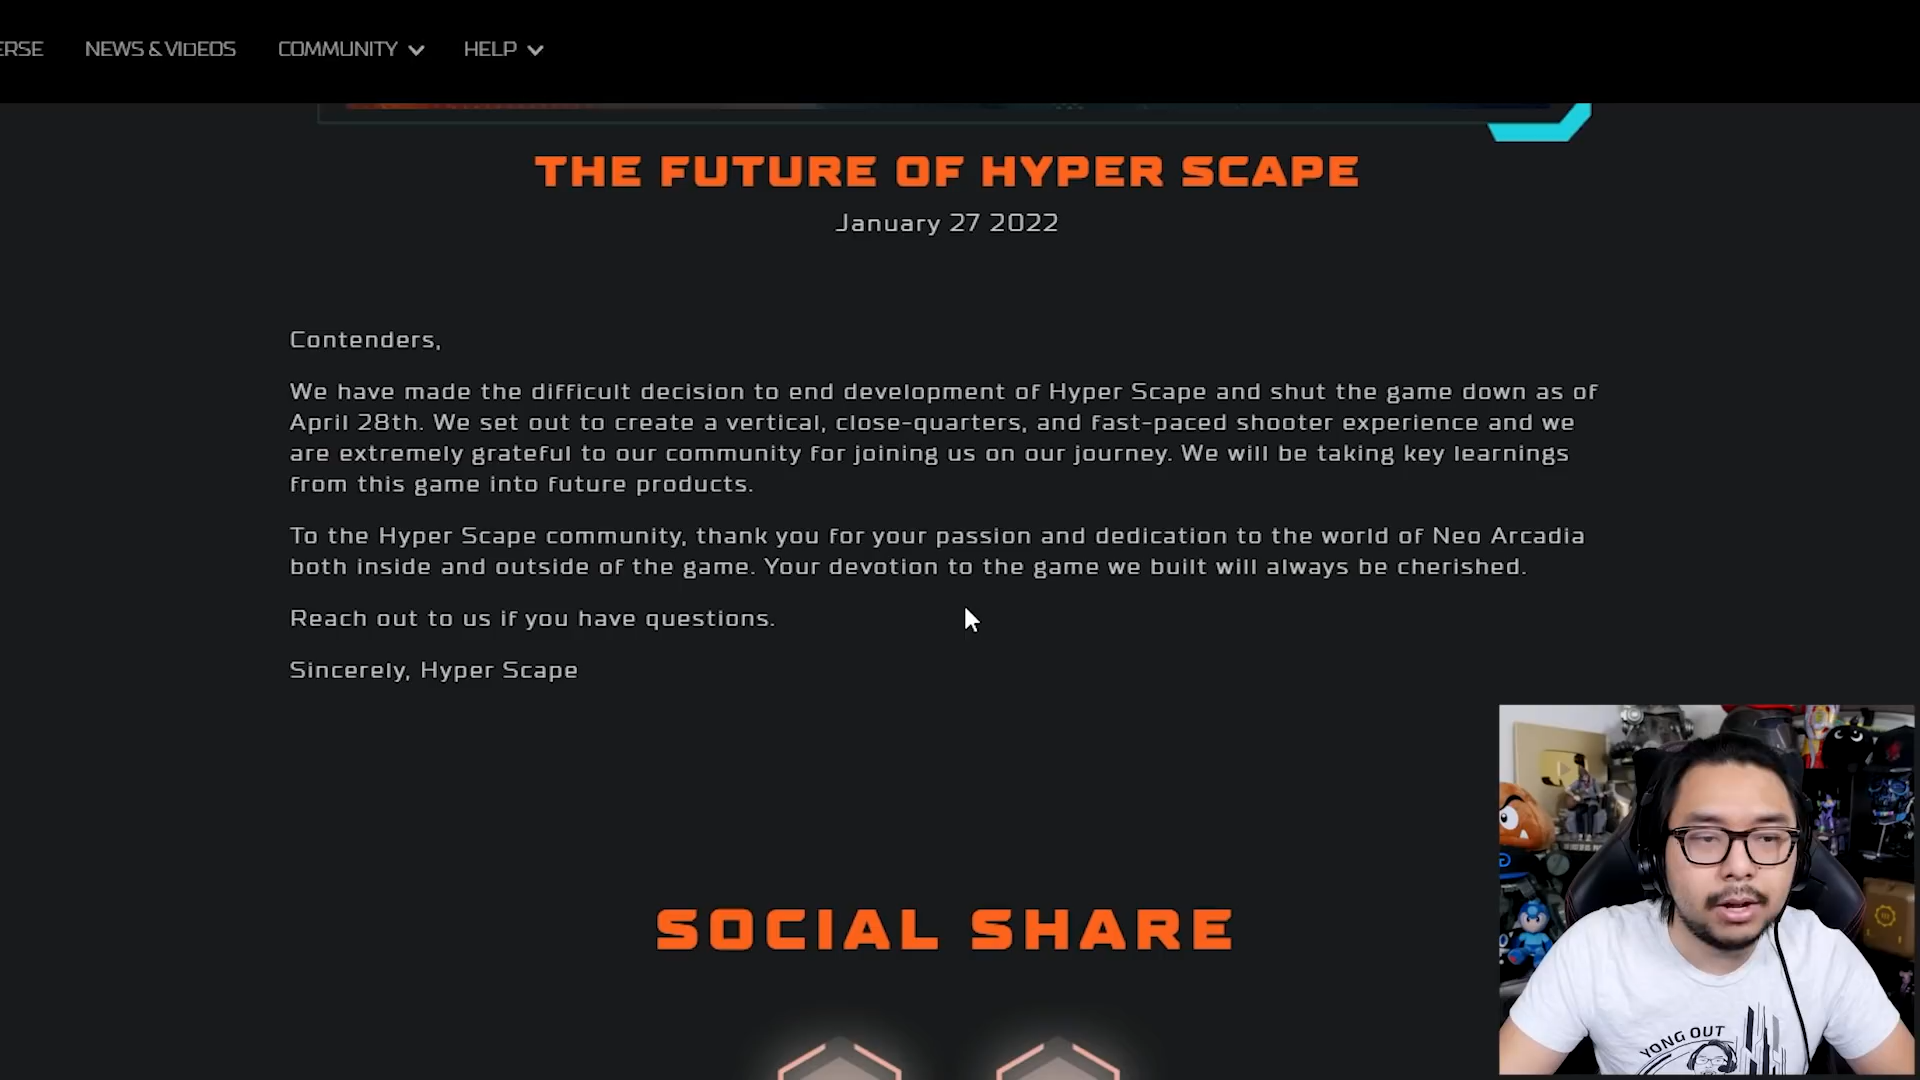 ERSE NEWS & VIDEOS COMMUNITY HELP
THE FUTURE OF HYPER SCAPE
January 27 2022
Contenders,
We have made the difficult decision to end development of Hyper Scape and shut the game down as of
April 28th. We set out to create a vertical, close-quarters, and fast-paced shooter experience and we
are extremely grateful to our community for joining us on our journey. We will be taking key learnings
from this game into future products.
To the Hyper Scape community, thank you for your passion and dedication to the world of Neo Arcadia
both inside and outside of the game. Your devotion to the game we built will always be cherished.
Reach out to us if you have questions.
Sincerely, Hyper Scape
SOCIAL SHARE
YONG OUT